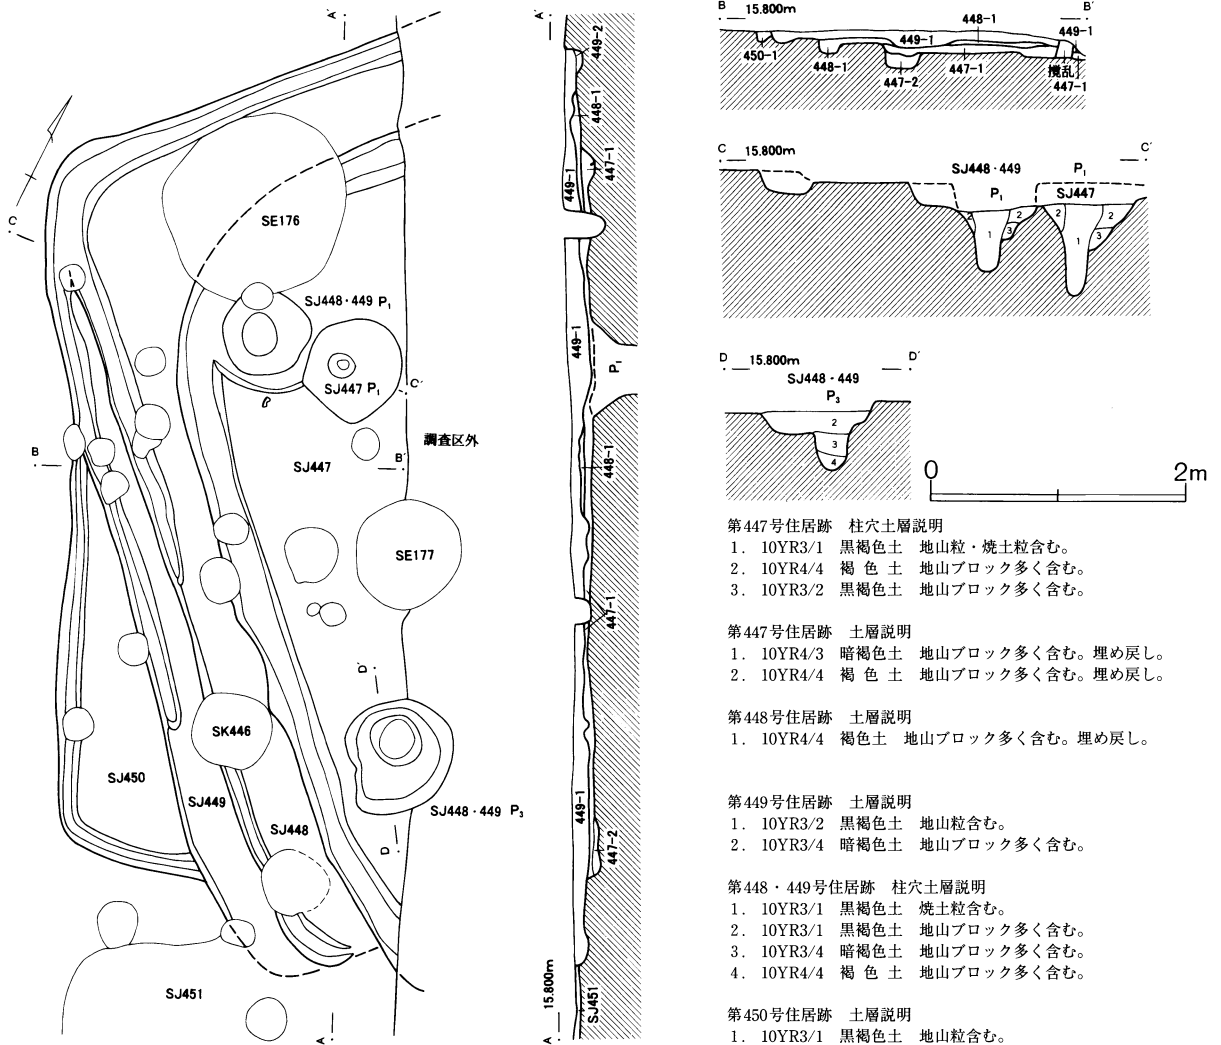 A´
A´
C
SE176
SJ448・449 P1
SJ447 P1
C´
調査区外
B
B´
SJ447
SE177
D´
SK446
SJ450
SJ449
SJ448
SJ448・449 P3
D
SJ451
A
449-2
448-1
447-1
449-1
449-1
P1
448-1
447-1
449-1
447-2
15.800m
SJ451
A
B 15.800m B´
448-1
449-1
449-1
450-1
448-1
447-2
447-1
撹乱
447-1
C 15.800m C´
SJ448・449 P1
P1 SJ447
2 2 2 2
1 3 1 3
D 15.800m D´
SJ448・449
P3
2
3
4
0 2m
第447号住居跡 柱穴土層説明
1. 10YR3/1 黒褐色土 地山粒・焼土粒含む。
2. 10YR4/4 褐色土 地山ブロック多く含む。
3. 10YR3/2 黒褐色土 地山ブロック多く含む。
第447号住居跡 土層説明
1. 10YR4/3 暗褐色土 地山ブロック多く含む。埋め戻し。
2. 10YR4/4 褐色土 地山ブロック多く含む。埋め戻し。
第448号住居跡 土層説明
1. 10YR4/4 褐色土 地山ブロック多く含む。埋め戻し。
第449号住居跡 土層説明
1. 10YR3/2 黒褐色土 地山粒含む。
2. 10YR3/4 暗褐色土 地山ブロック多く含む。
第448・449号住居跡 柱穴土層説明
1. 10YR3/1 黒褐色土 焼土粒含む。
2. 10YR3/1 黒褐色土 地山ブロック多く含む。
3. 10YR3/4 暗褐色土 地山ブロック多く含む。
4. 10YR4/4 褐色土 地山ブロック多く含む。
第450号住居跡 土層説明
1. 10YR3/1 黒褐色土 地山粒含む。